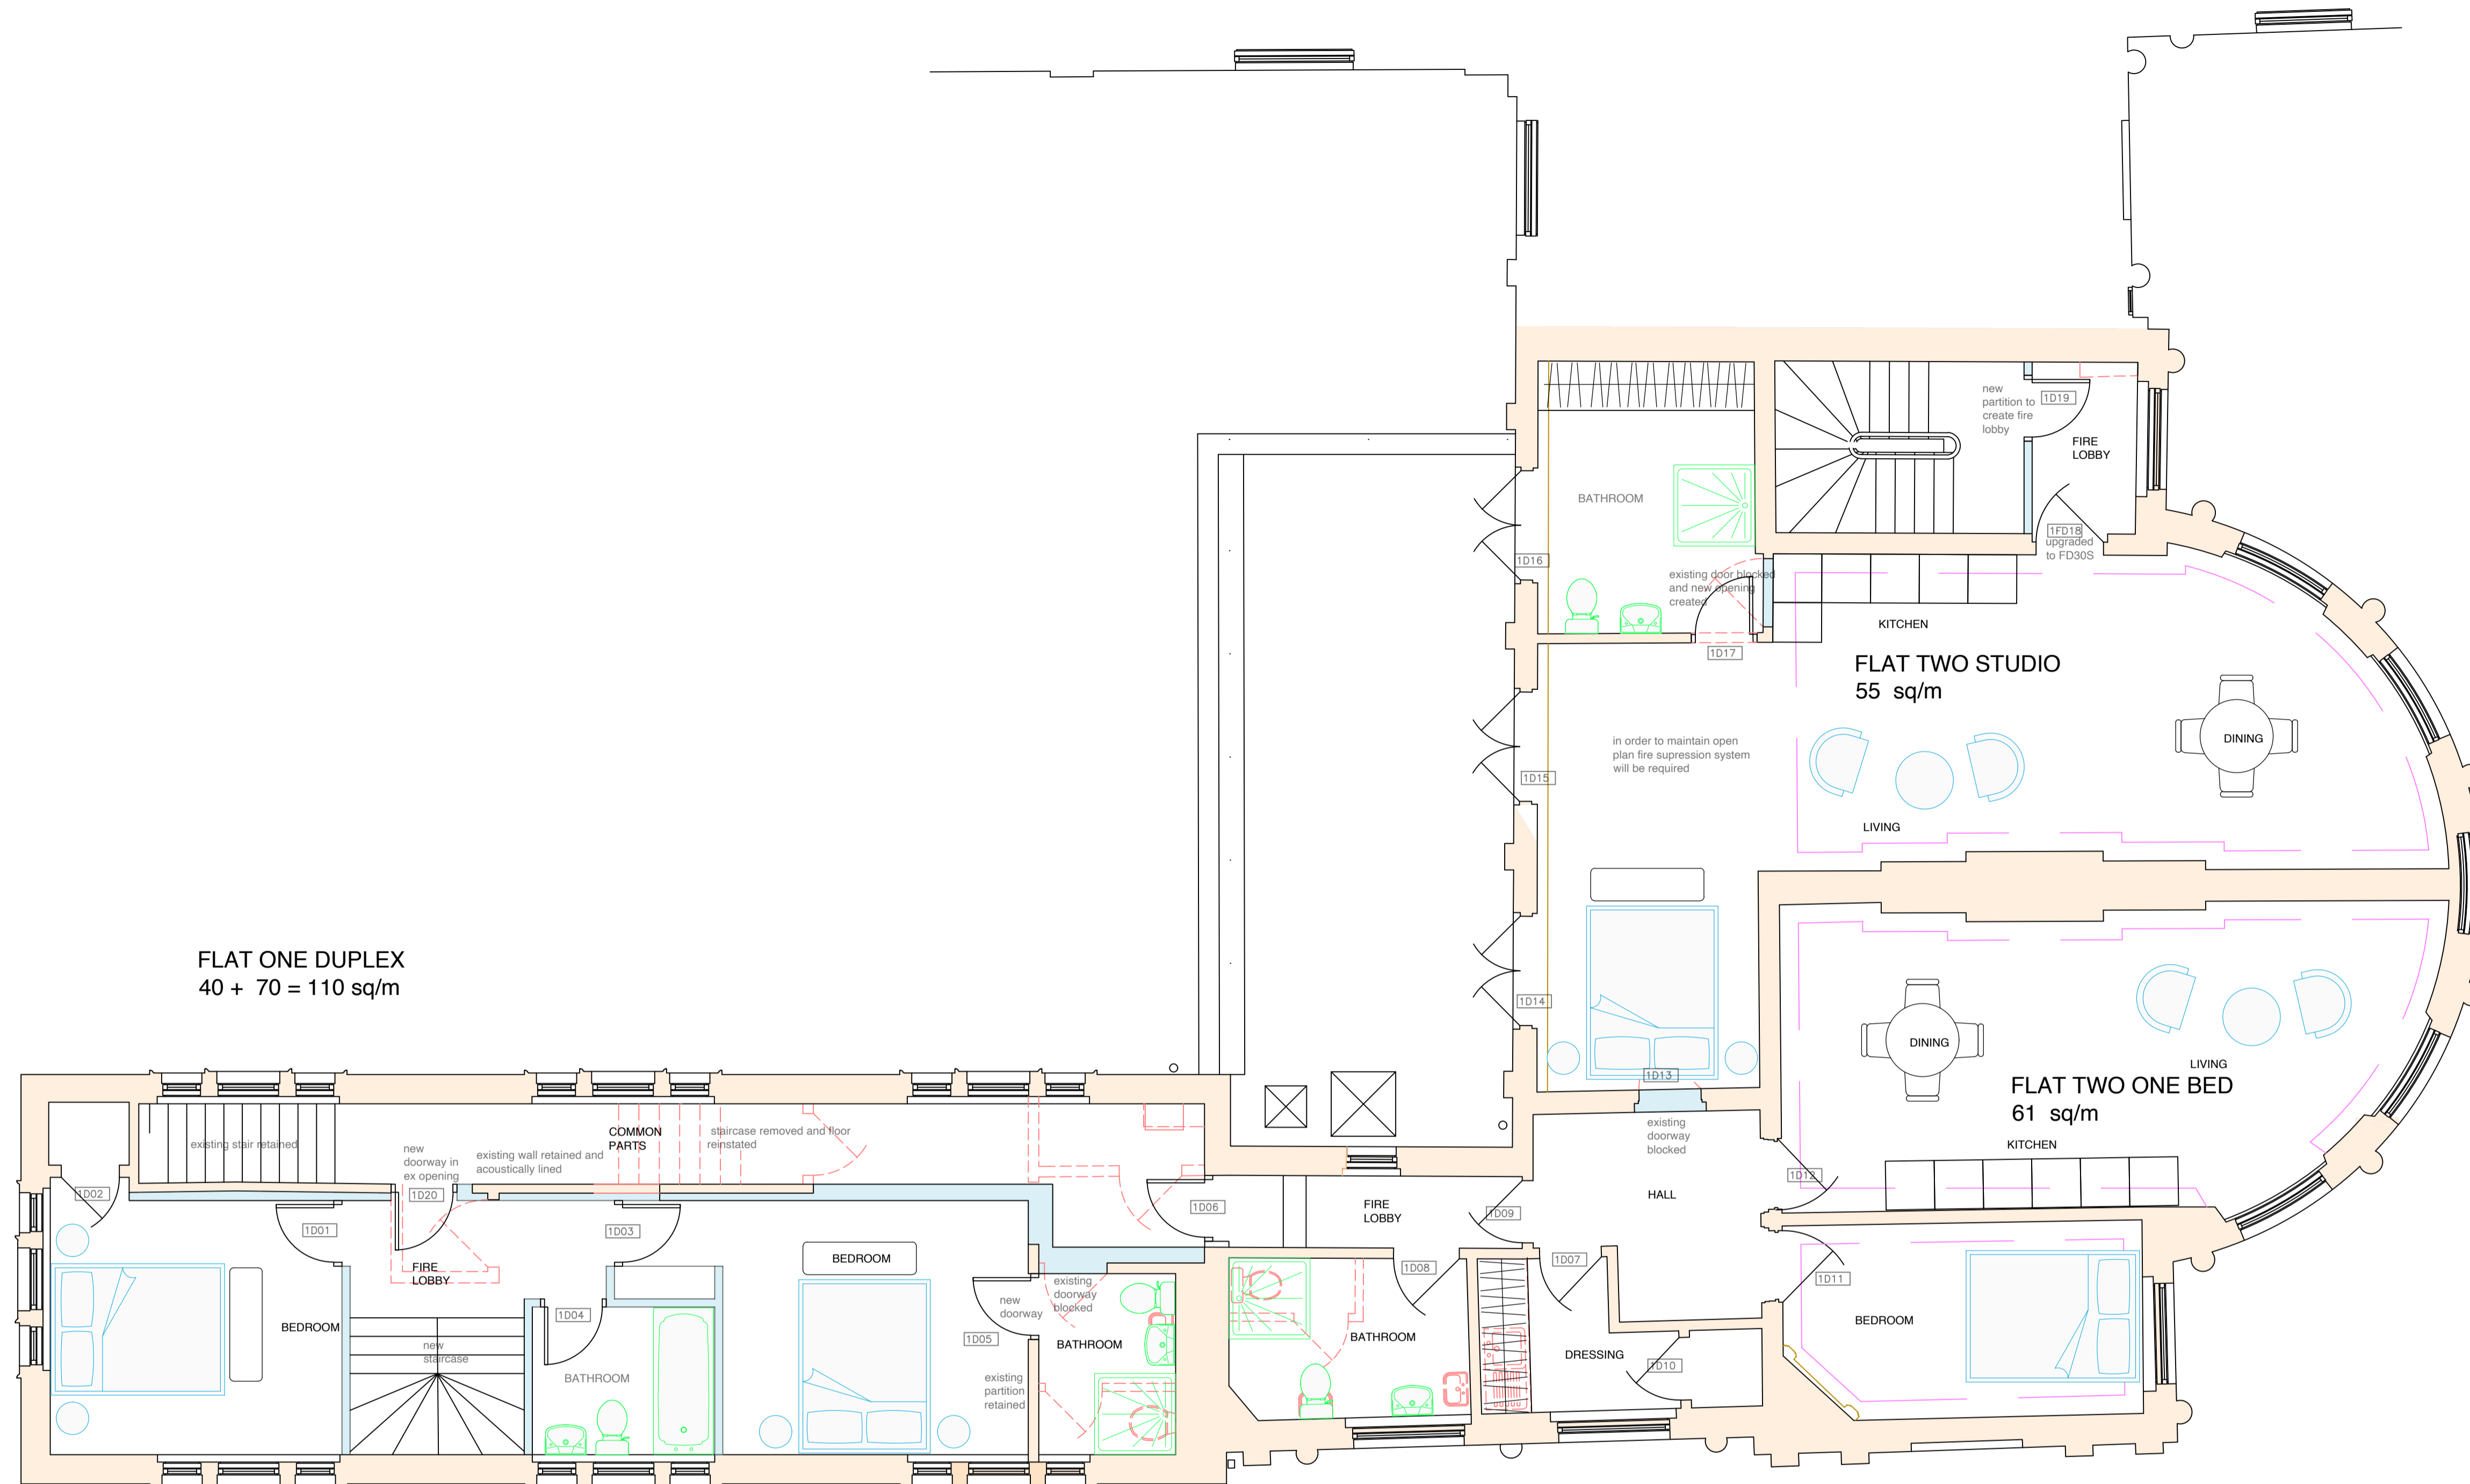 new
partition to
create fire
lobby
1D19
FIRE
LOBBY
1FD18
upgraded
to FD30S
BATHROOM
1D16
existing door blocked
and new opening
created
1D17
KITCHEN
FLAT TWO STUDIO
55 sq/m
in order to maintain open
plan fire supression system
will be required
1D15
DINING
LIVING
1D14
1D13
FLAT ONE DUPLEX
40 + 70 = 110 sq/m
DINING
LIVING
FLAT TWO ONE BED
61 sq/m
KITCHEN
existing
doorway
blocked
1D12
HALL
existing stair retained
COMMON
PARTS
staircase removed and floor
reinstated
new
doorway in
ex opening
existing wall retained and
acoustically lined
1D02
1D20
1D01
1D03
1D06
FIRE
LOBBY
1D09
FIRE
LOBBY
BEDROOM
1D07
1D08
1D11
existing
doorway
blocked
new
doorway
1D04
1D05
BEDROOM
new
staircase
BATHROOM
BATHROOM
BATHROOM
DRESSING
1D10
BEDROOM
existing
partition
retained